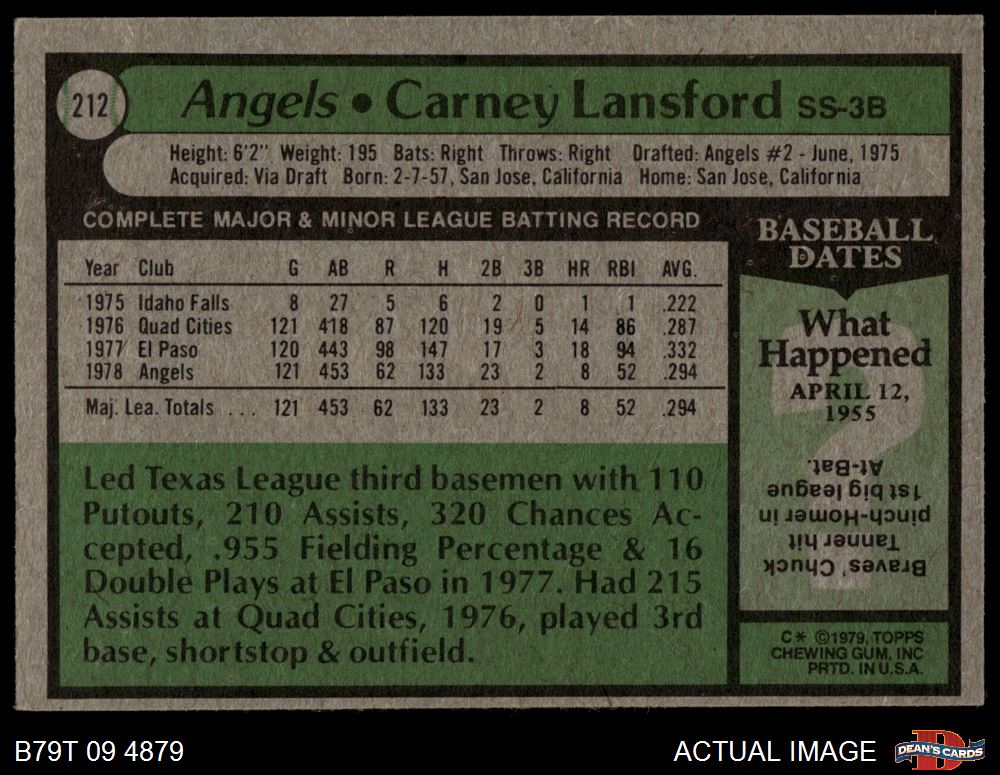 212
Angels • Carney Lansford SS-3B
Height: 6'2" Weight: 195 Bats: Right Throws: Right Drafted: Angels #2 - June, 1975
Acquired: Via Draft Born: 2-7-57, San Jose, California Home: San Jose, California
COMPLETE MAJOR & MINOR LEAGUE BATTING RECORD
Year Club G AB R H 2B 3B HR RBI AVG.
1975 Idaho Falls 8 27 5 6 2 0 1 1 .222
1976 Quad Cities 121 418 87 120 19 5 14 86 .287
1977 El Paso 120 443 98 147 17 3 18 94 .332
1978 Angels 121 453 62 133 23 2 8 52 .294
Maj. Lea. Totals . . . 121 453 62 133 23 2 8 52 .294
Led Texas League third basemen with 110
Putouts, 210 Assists, 320 Chances Ac-
cepted, .955 Fielding Percentage & 16
Double Plays at El Paso in 1977. Had 215
Assists at Quad Cities, 1976, played 3rd
base, shortstop & outfield.
BASEBALL
DATES
What
Happened
APRIL 12,
1955
Braves' Chuck
Tanner hit
pinch-Homer in
1st big league
At-Bat.
C* ©1979, TOPPS
CHEWING GUM, INC
PRTD. IN U.S.A.
B79T 09 4879
ACTUAL IMAGE
D
DEAN'S CARDS